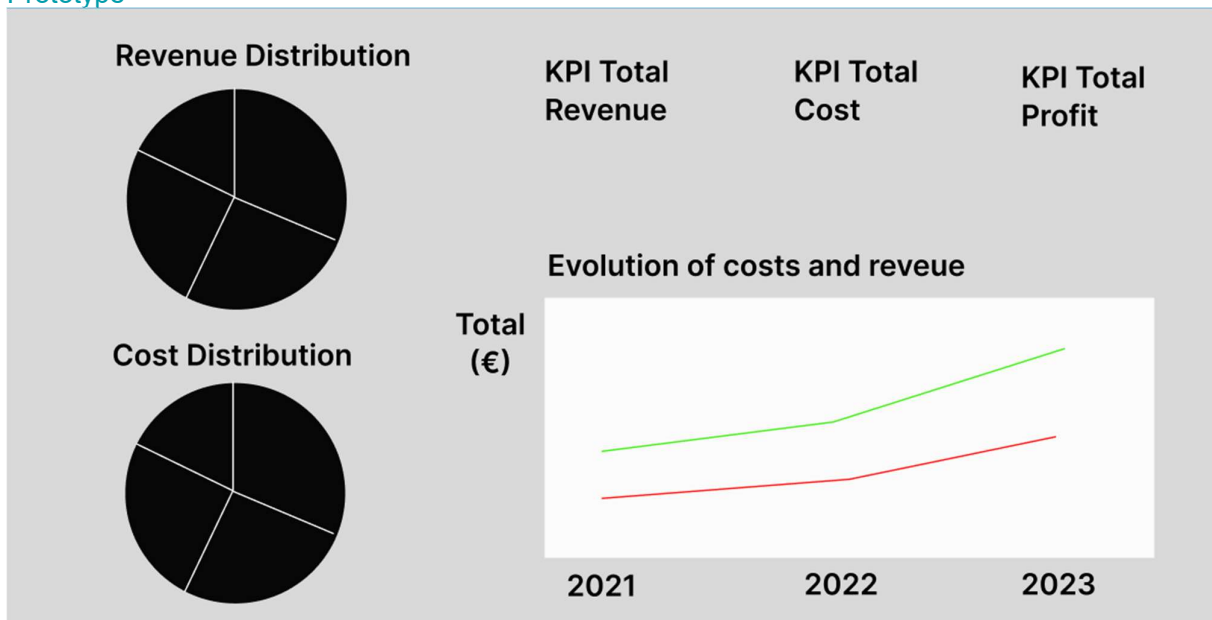 Prototype
Revenue Distribution
KPI Total
Revenue
KPI Total
Cost
KPI Total
Profit
Evolution of costs and reveue
Total
(€)
Cost Distribution
2021
2022
2023